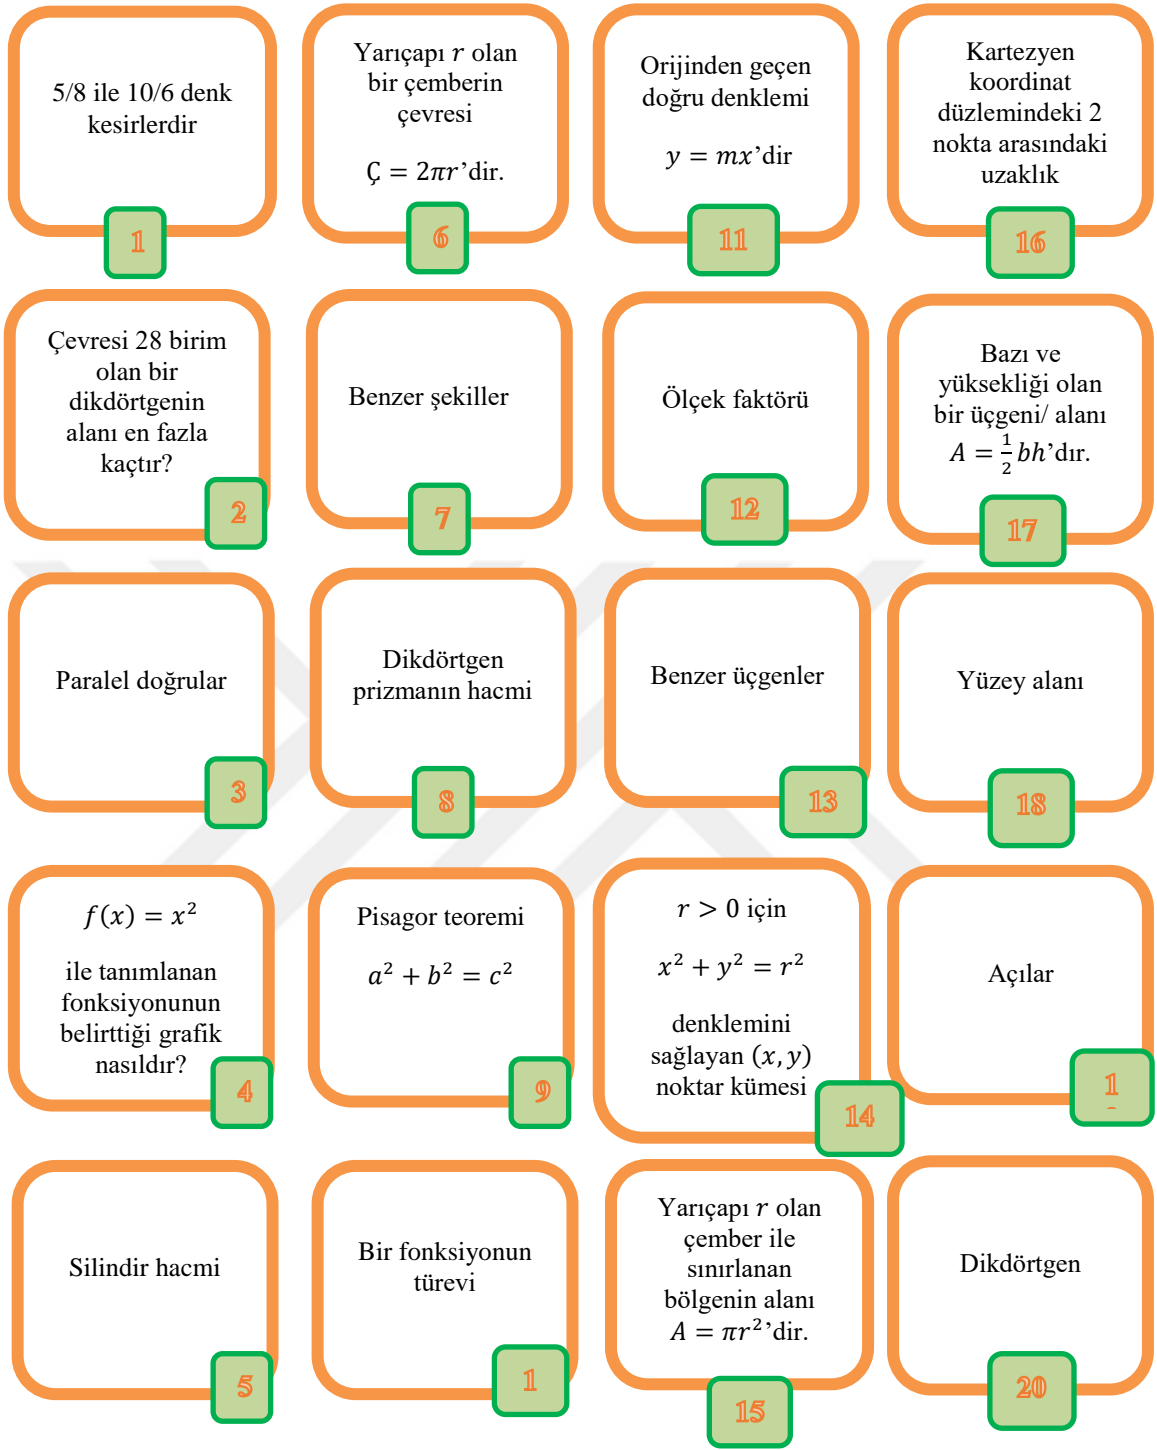 5/8 ile 10/6 denk
kesirlerdir
1
Yarıçapı r olan
bir çemberin
çevresi
Ç = 2πr’dir.
6
Orijinden geçen
doğru denklemi
y = mx’dir
11
Kartezyen
koordinat
düzlemindeki 2
nokta arasındaki
uzaklık
16
Çevresi 28 birim
olan bir
dikdörtgenin
alanı en fazla
kaçtır?
2
Benzer şekiller
7
Ölçek faktörü
12
Bazı ve
yüksekliği olan
bir üçgeni/ alanı
A = 1/2 bh’dır.
17
Paralel doğrular
3
Dikdörtgen
prizmanın hacmi
8
Benzer üçgenler
13
Yüzey alanı
18
f(x) = x²
ile tanımlanan
fonksiyonunun
belirttiği grafik
nasıldır?
4
Pisagor teoremi
a² + b² = c²
9
r > 0 için
x² + y² = r²
denklemini
sağlayan (x, y)
noktar kümesi
14
Açılar
1
Silindir hacmi
5
Bir fonksiyonun
türevi
1
Yarıçapı r olan
çember ile
sınırlanan
bölgenin alanı
A = πr²’dir.
15
Dikdörtgen
20